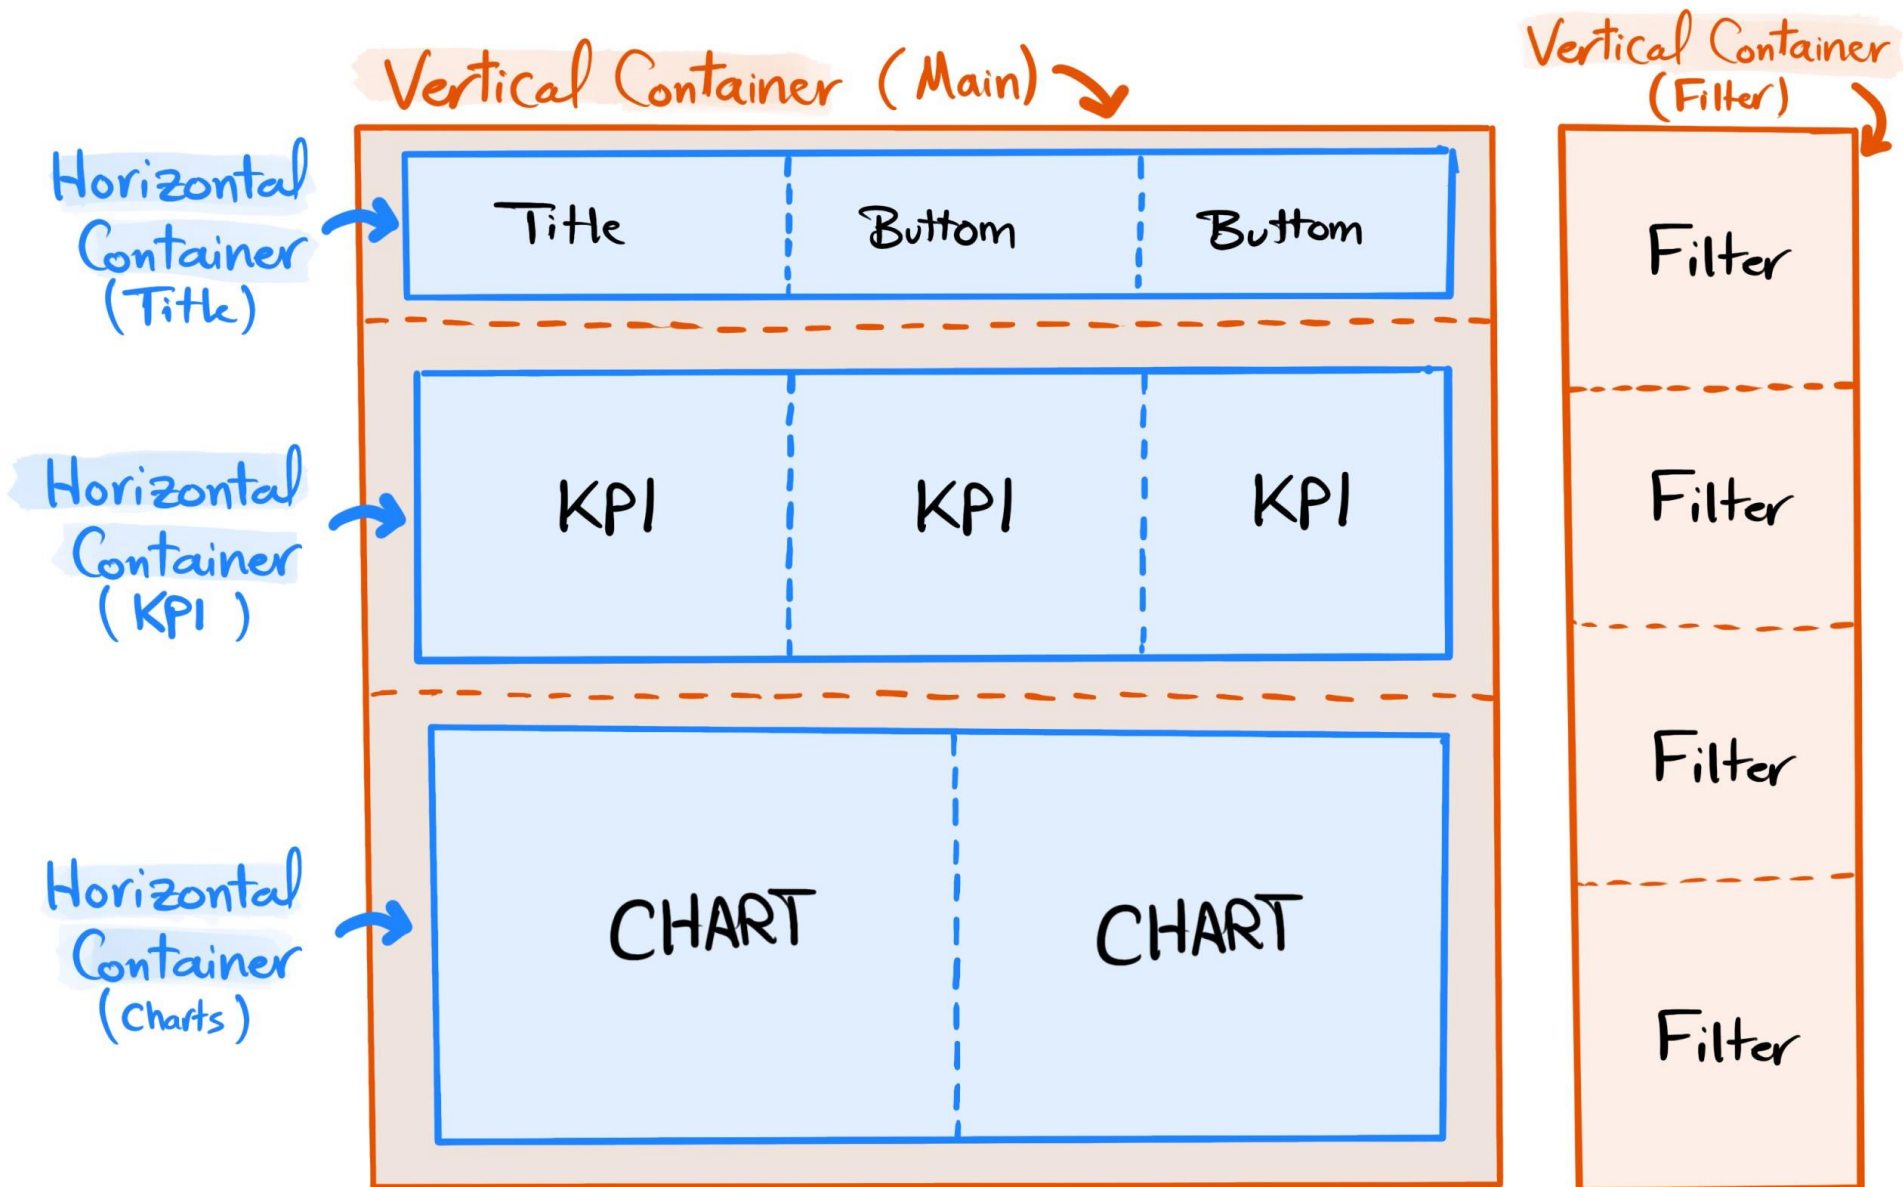 Vertical Container (Main)
Vertical Container
(Filter)
Horizontal
Container
(Title)
Title
Buttom
Buttom
Horizontal
Container
(KPI)
KPI
KPI
KPI
Horizontal
Container
(Charts)
CHART
CHART
Filter
Filter
Filter
Filter